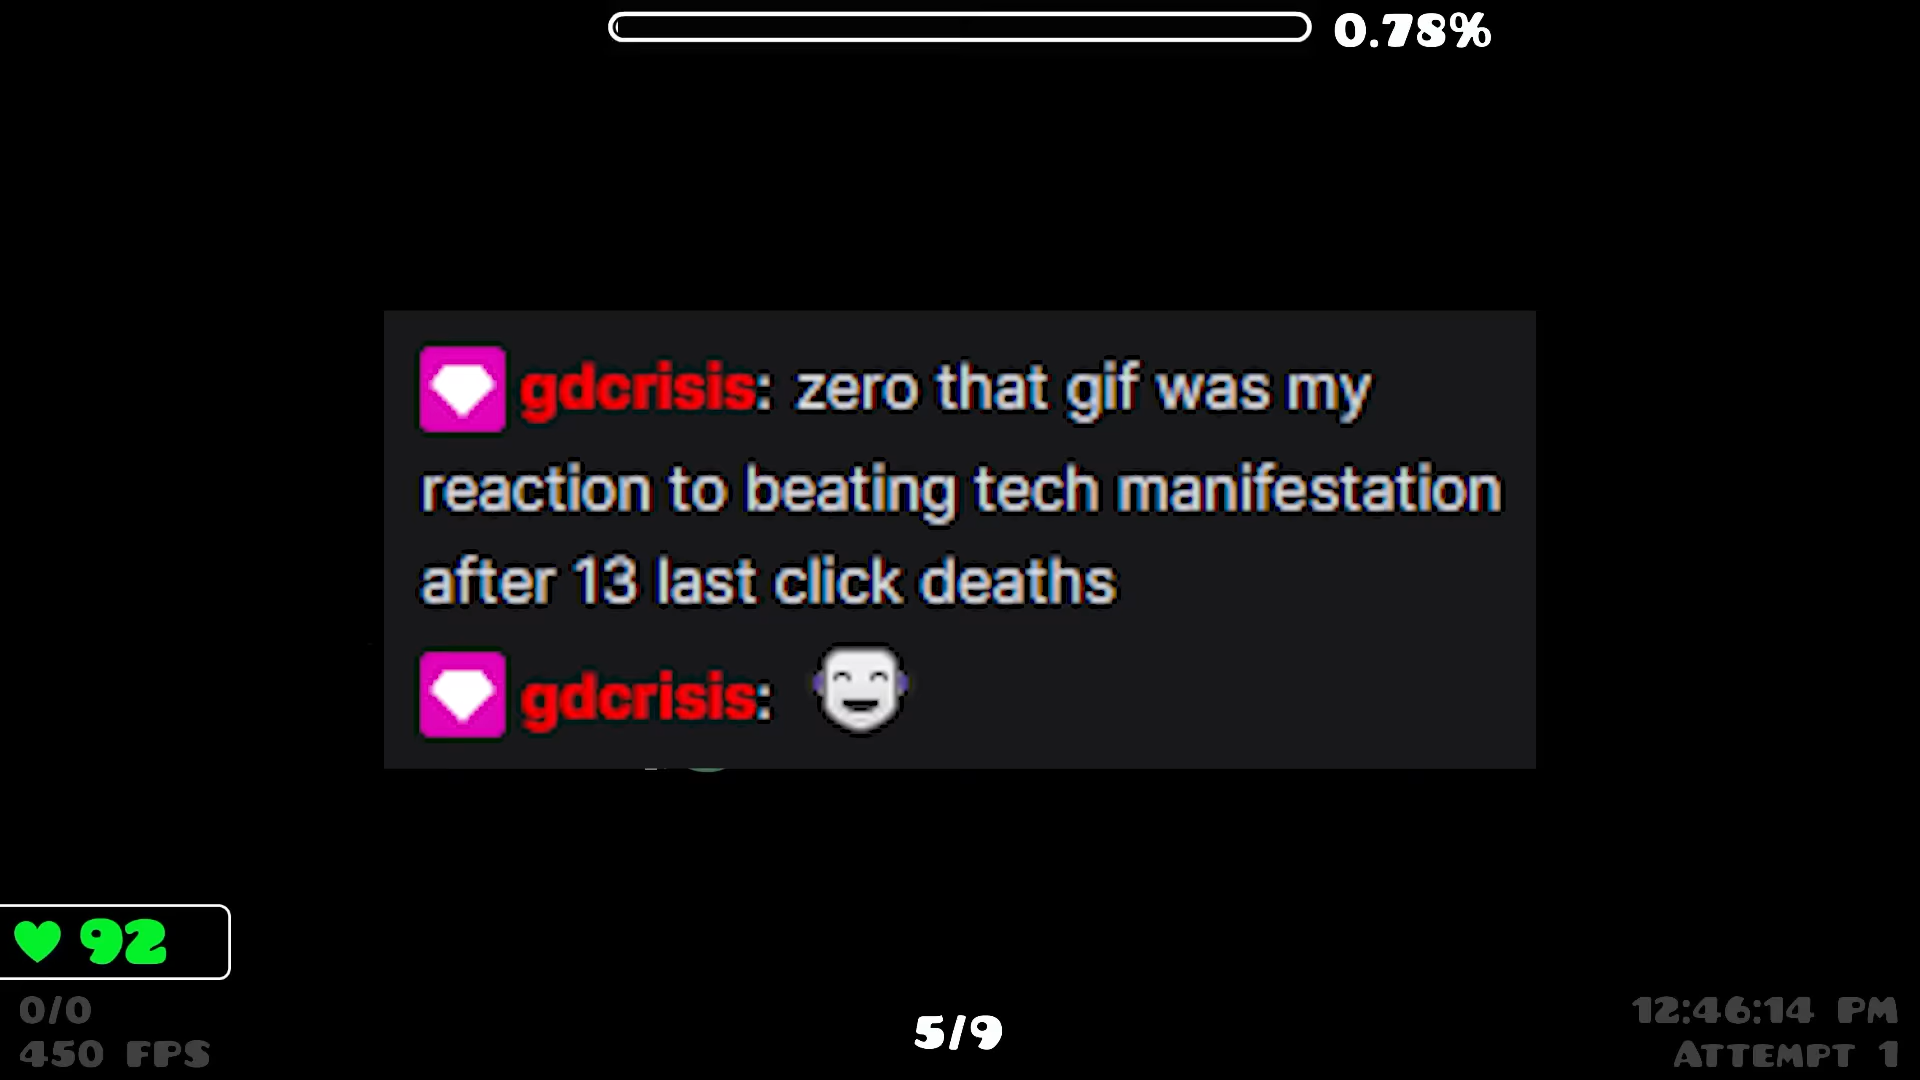 0.78%
gdcrisis: zero that gif was my
reaction to beating tech manifestation
after 13 last click deaths
gdcrisis:
92
0/0
450 FPS
5/9
12:46:14 PM
ATTEMPT 1